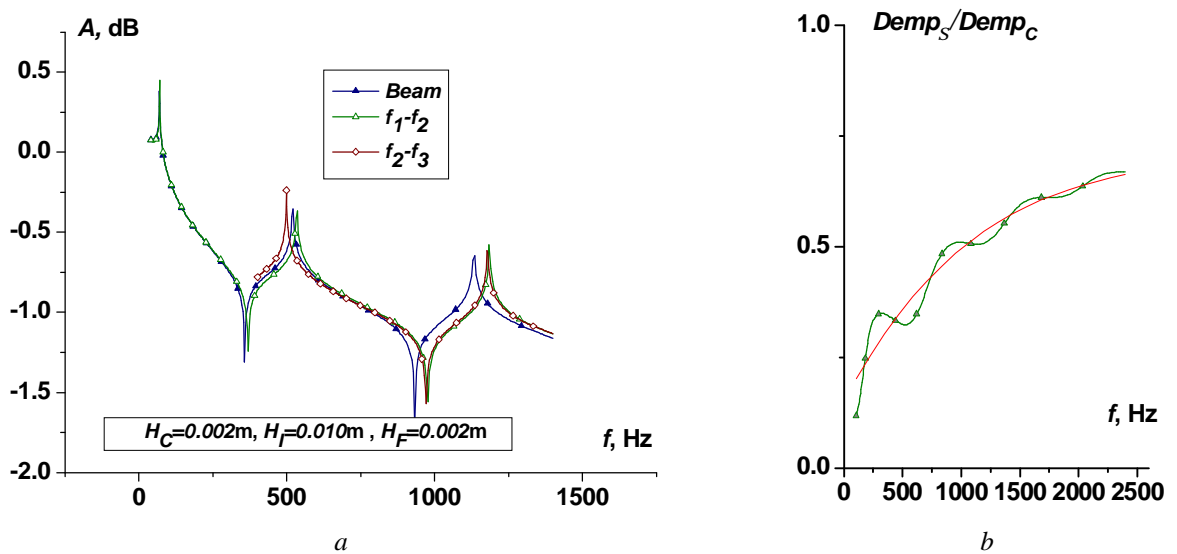 A, dB
0.5
0.0
-0.5
-1.0
-1.5
-2.0
Beam
f1-f2
f2-f3
HC=0.002m, HI=0.010m , HF=0.002m
f, Hz
0
500
1000
1500
a
DempS/DempC
1.0
0.5
0.0
f, Hz
0 500 1000 1500 2000 2500
b